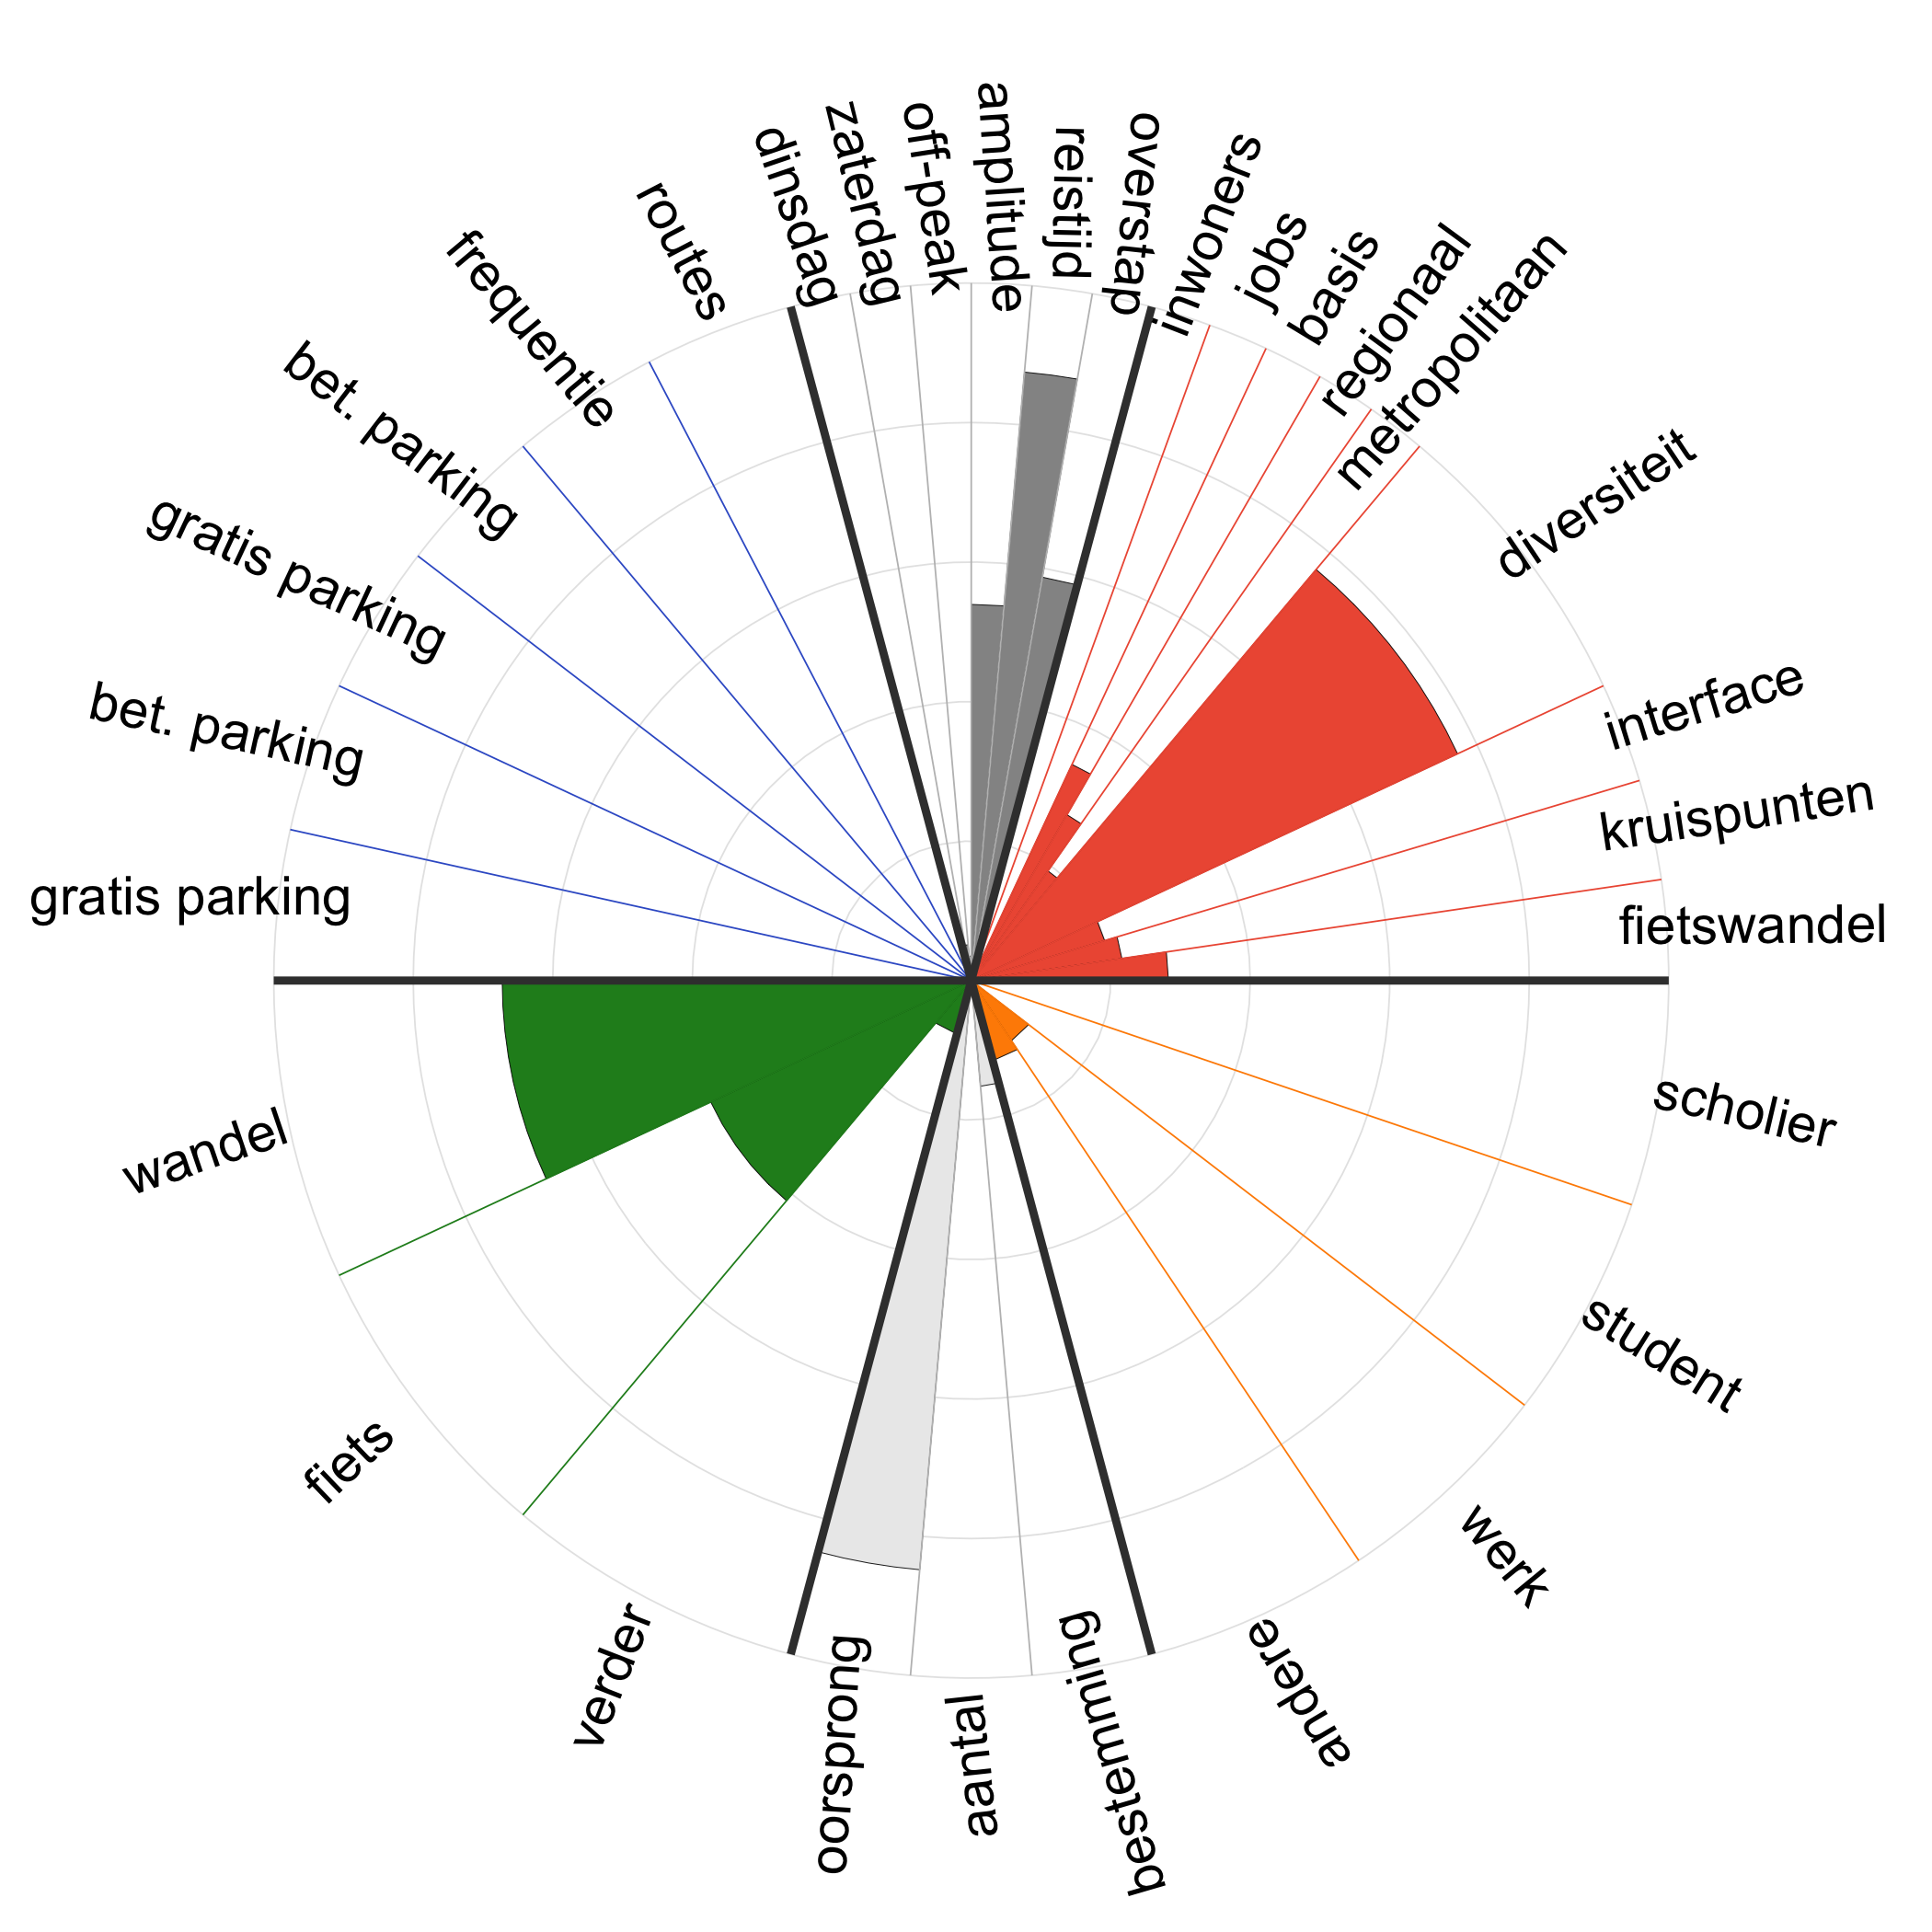 dinsdag
zaterdag
off-peak
amplitude
reistijd
overstap
inwoners
jobs
basis
regionaal
metropolitaan
diversiteit
interface
kruispunten
fietswandel
scholier
student
werk
andere
bestemming
aantal
oorsprong
verder
fiets
wandel
gratis parking
bet. parking
gratis parking
bet. parking
frequentie
routes